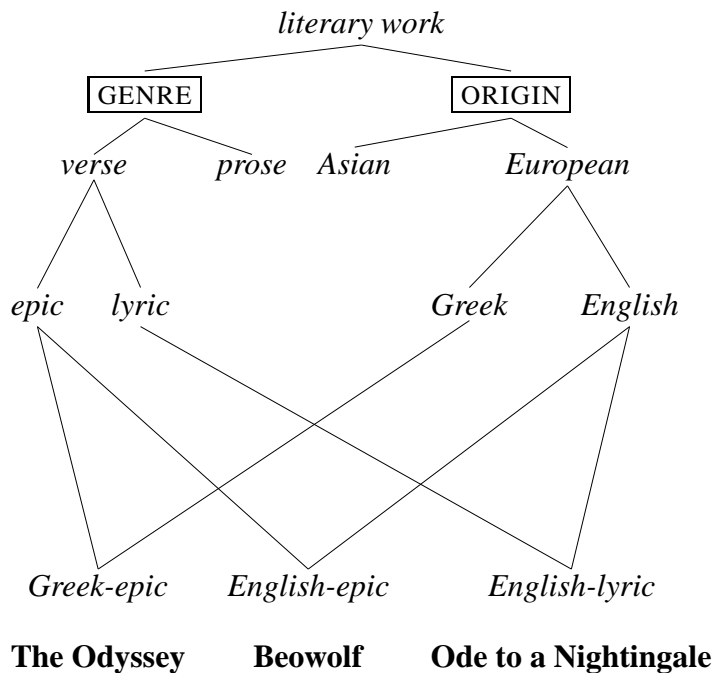 literary work
GENRE ORIGIN
verse prose Asian European
epic lyric Greek English
Greek-epic English-epic English-lyric
The Odyssey Beowolf Ode to a Nightingale